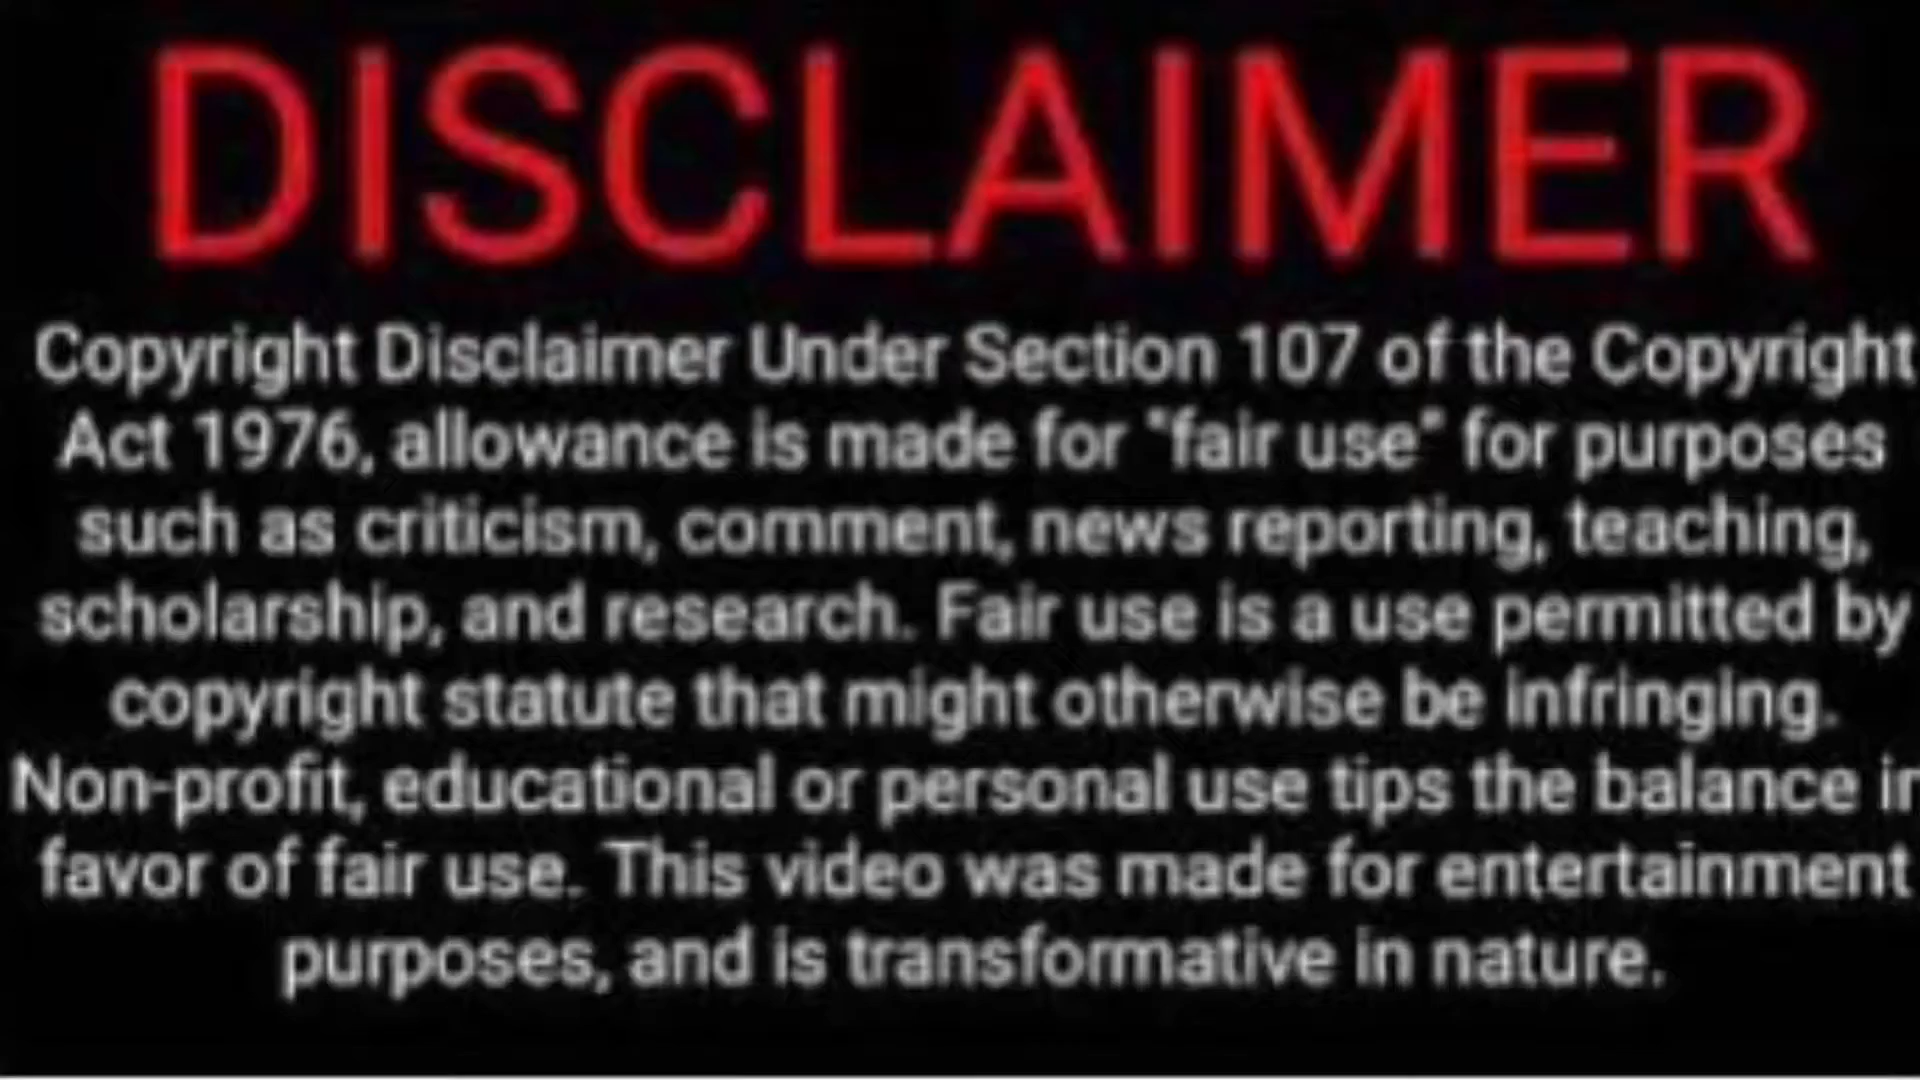 DISCLAIMER
Copyright Disclaimer Under Section 107 of the Copyright
Act 1976, allowance is made for "fair use" for purposes
such as criticism, comment, news reporting, teaching,
scholarship, and research. Fair use is a use permitted by
copyright statute that might otherwise be infringing.
Non-profit, educational or personal use tips the balance in
favor of fair use. This video was made for entertainment
purposes, and is transformative in nature.